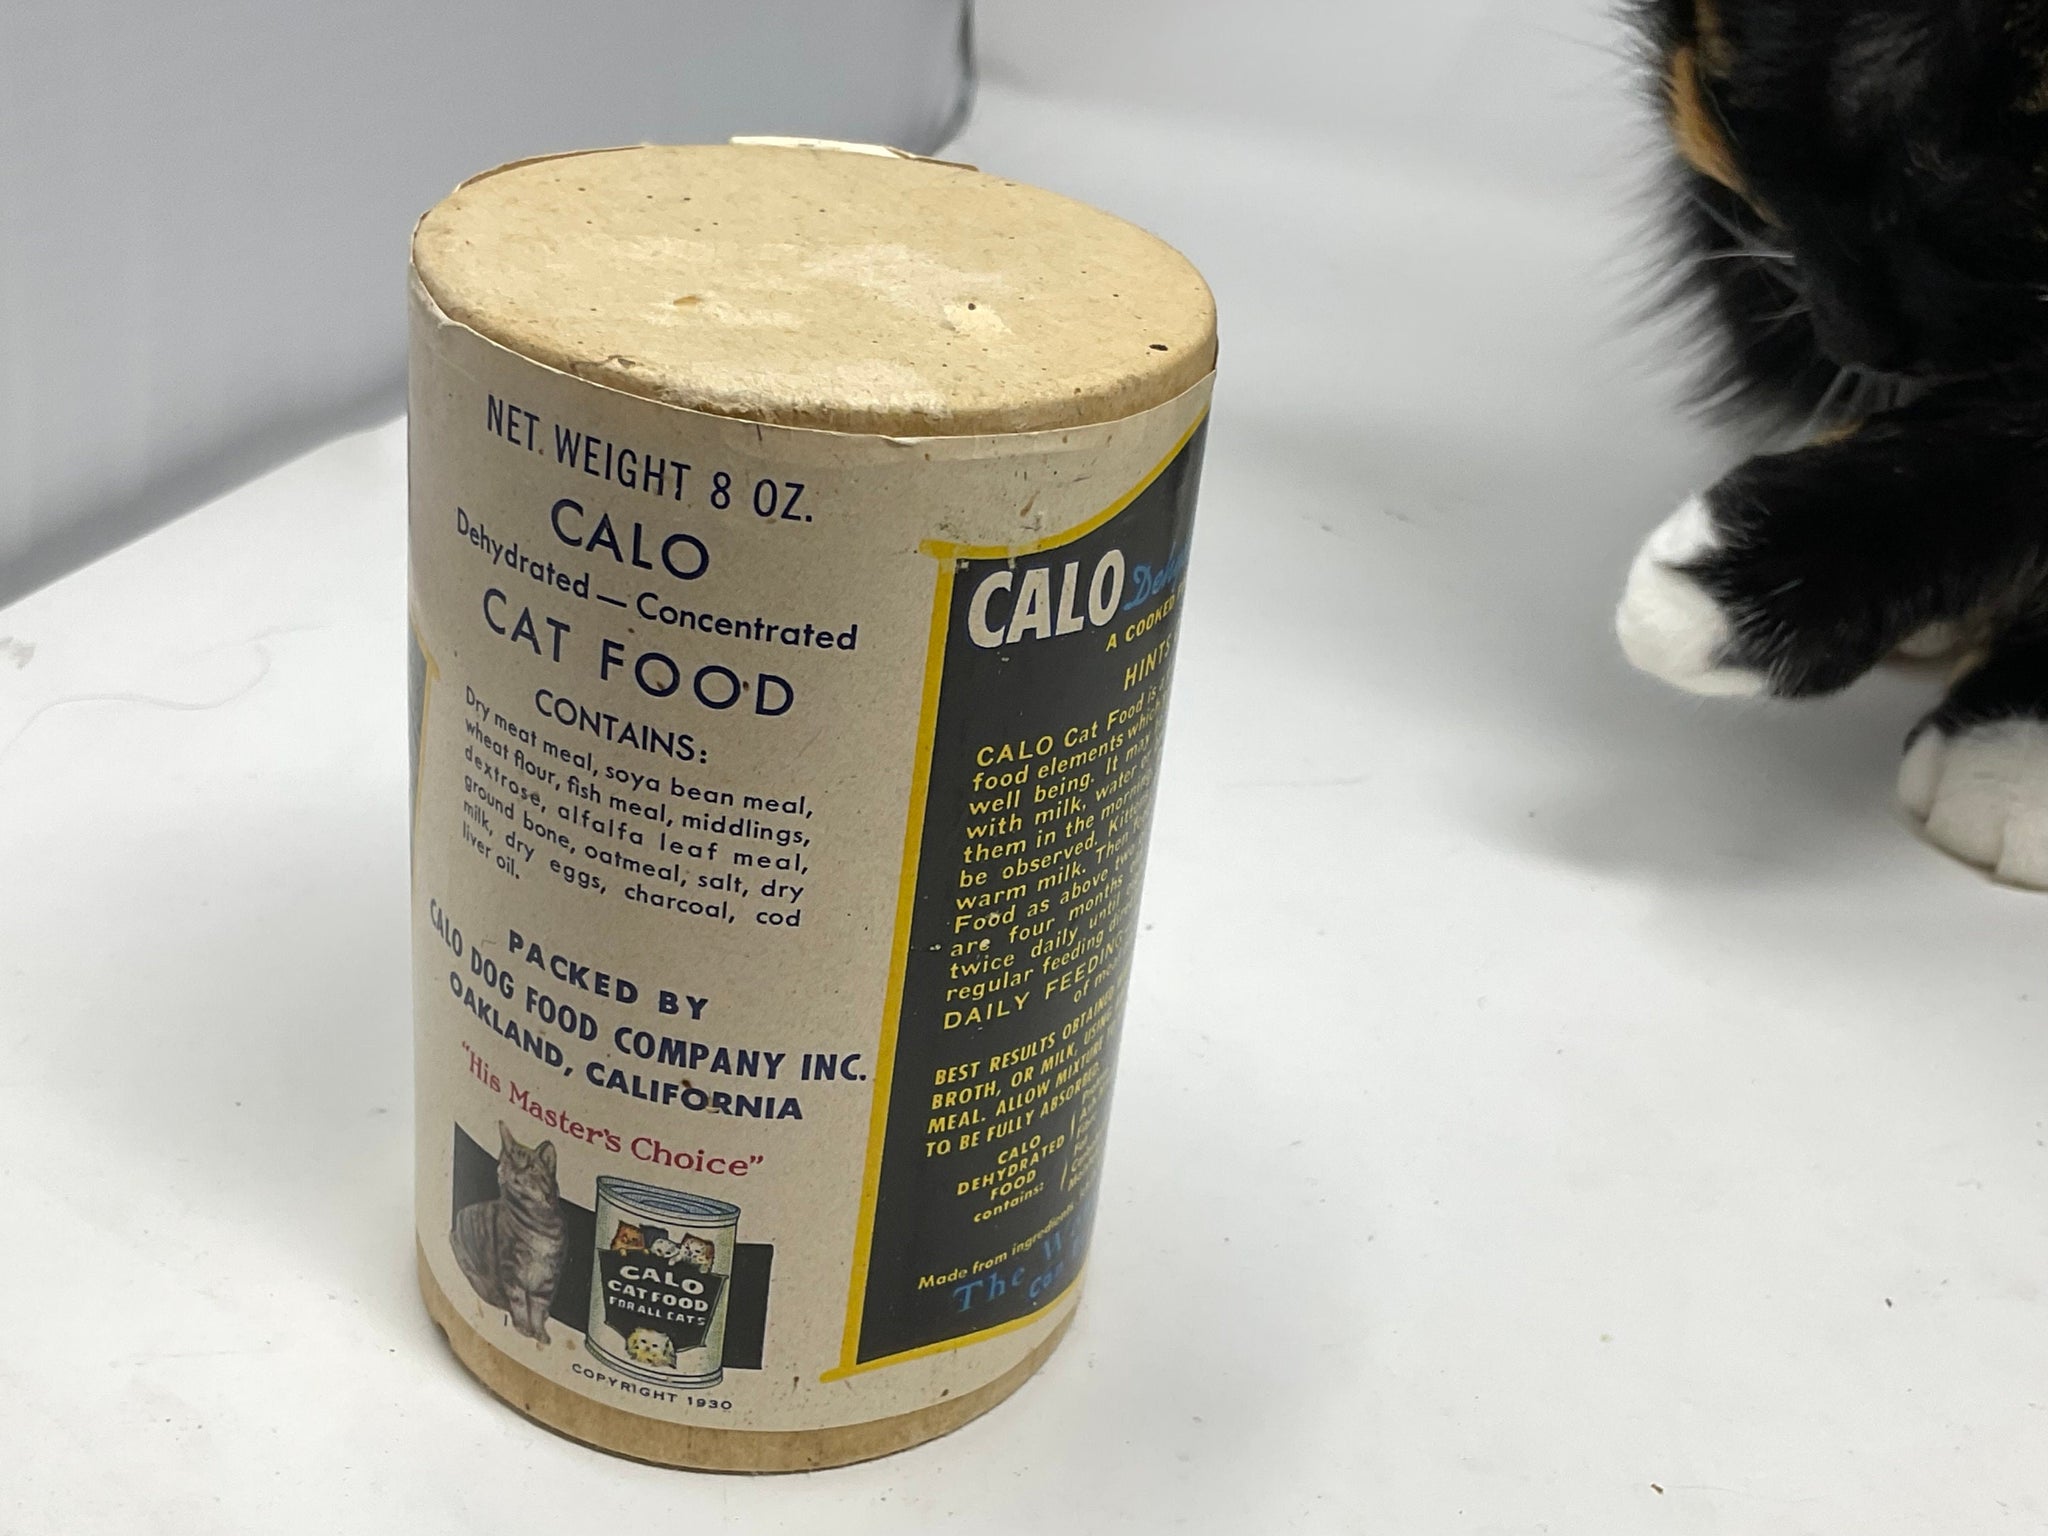 NET. WEIGHT 8 OZ.
CALO
Dehydrated — Concentrated
CAT FOOD
CONTAINS:
Dry meat meal, soya bean meal,
wheat flour, fish meal, middlings,
dextrose, alfalfa leaf meal,
ground bone, oatmeal, salt, dry
milk, dry eggs, charcoal, cod
liver oil.
PACKED BY
CALO DOG FOOD COMPANY INC.
OAKLAND, CALIFORNIA
"His Master's Choice"
CALO
CAT FOOD
FOR ALL CATS
COPYRIGHT 1930
CALO
A COOKED
HINTS
CALO Cat Food is a
food elements which
well being. It may
with milk, water or
them in the morning
be observed. Kittens
warm milk. Then
Food as above two
are four months
twice daily until
regular feeding
DAILY FEEDING
of
BEST RESULTS OBTAINED
BROTH, OR MILK, USING
MEAL. ALLOW MIXTURE
TO BE FULLY ABSORBED.
CALO
DEHYDRATED
FOOD
contains:
Made from ingredients
The